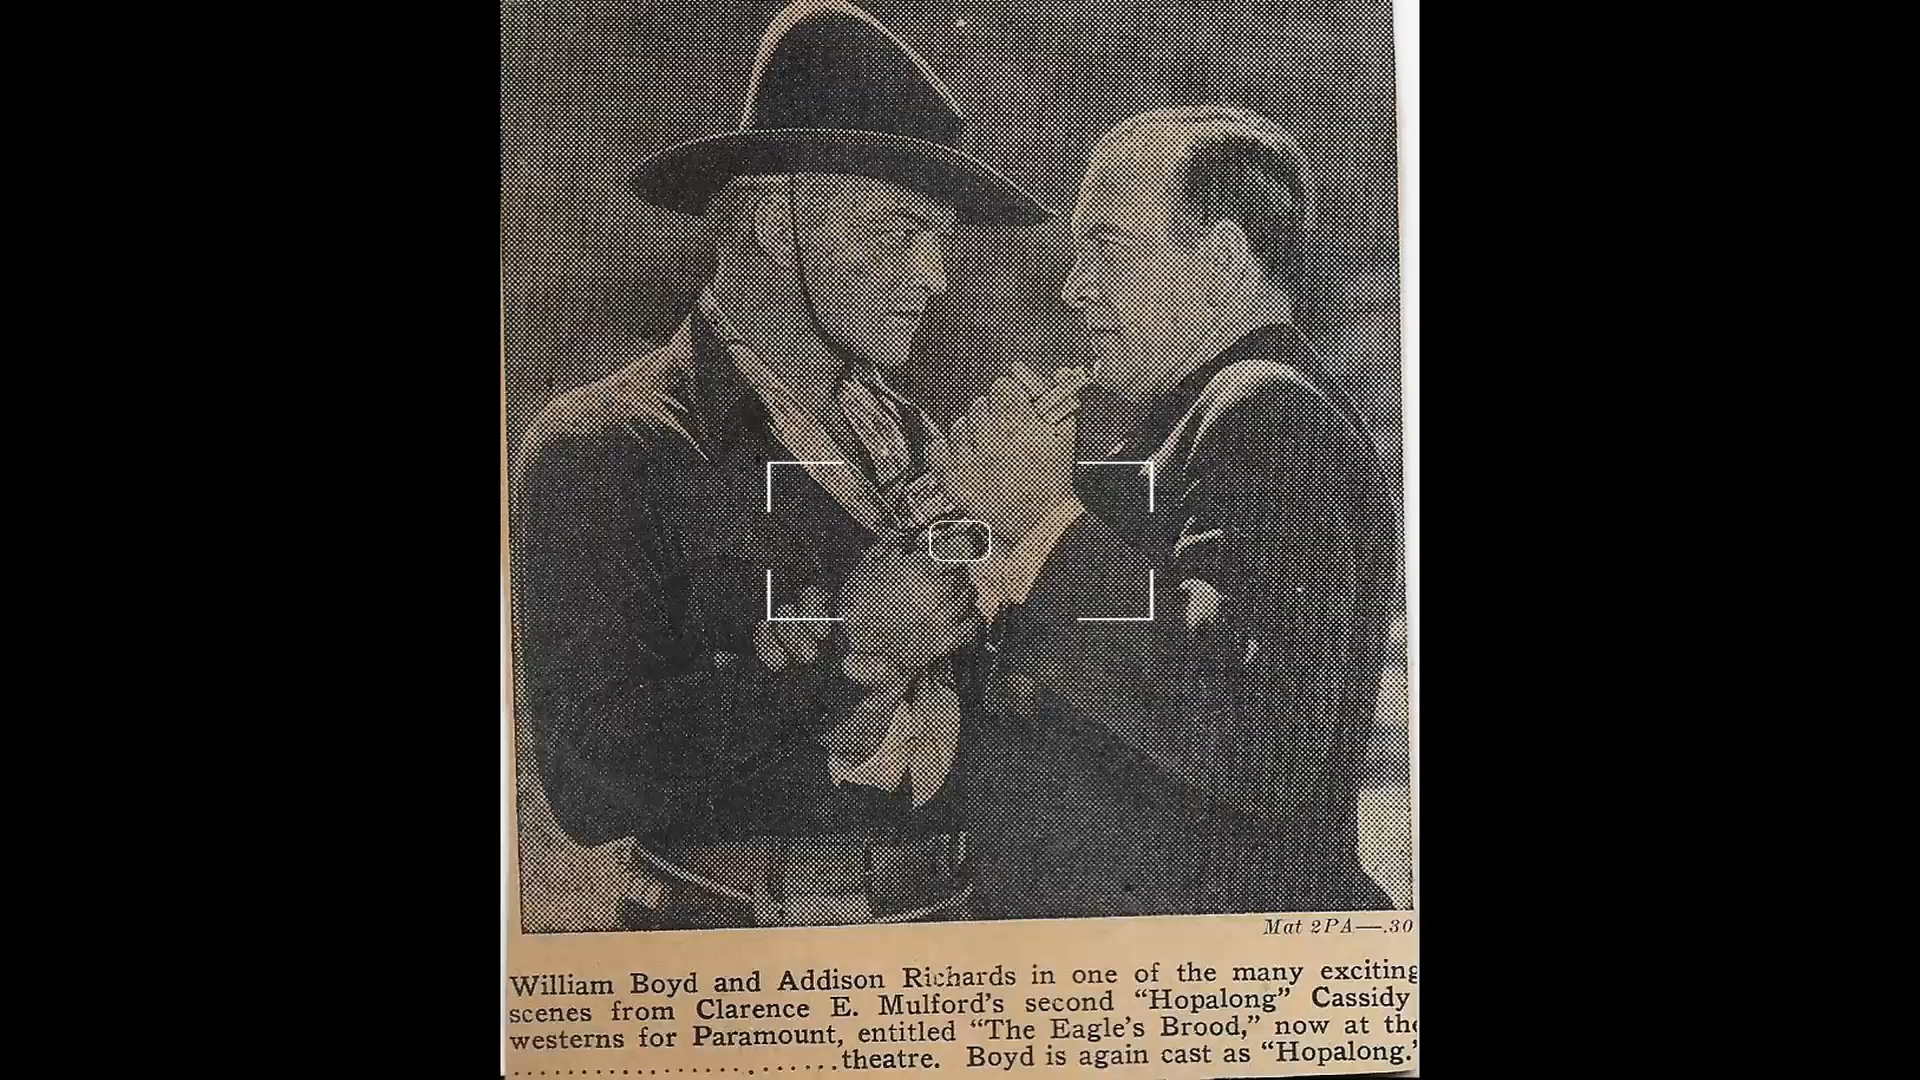 Mat 2PA—.30
William Boyd and Addison Richards in one of the many exciting
scenes from Clarence E. Mulford's second "Hopalong" Cassidy
westerns for Paramount, entitled "The Eagle's Brood," now at the
........................theatre. Boyd is again cast as "Hopalong."